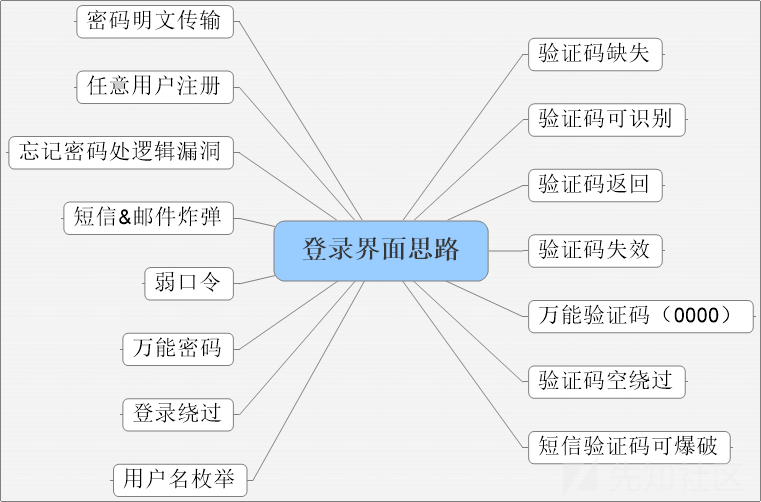 登录界面思路
密码明文传输
任意用户注册
忘记密码处逻辑漏洞
短信&邮件炸弹
弱口令
万能密码
登录绕过
用户名枚举
验证码缺失
验证码可识别
验证码返回
验证码失效
万能验证码（0000）
验证码空绕过
短信验证码可爆破
先知社区